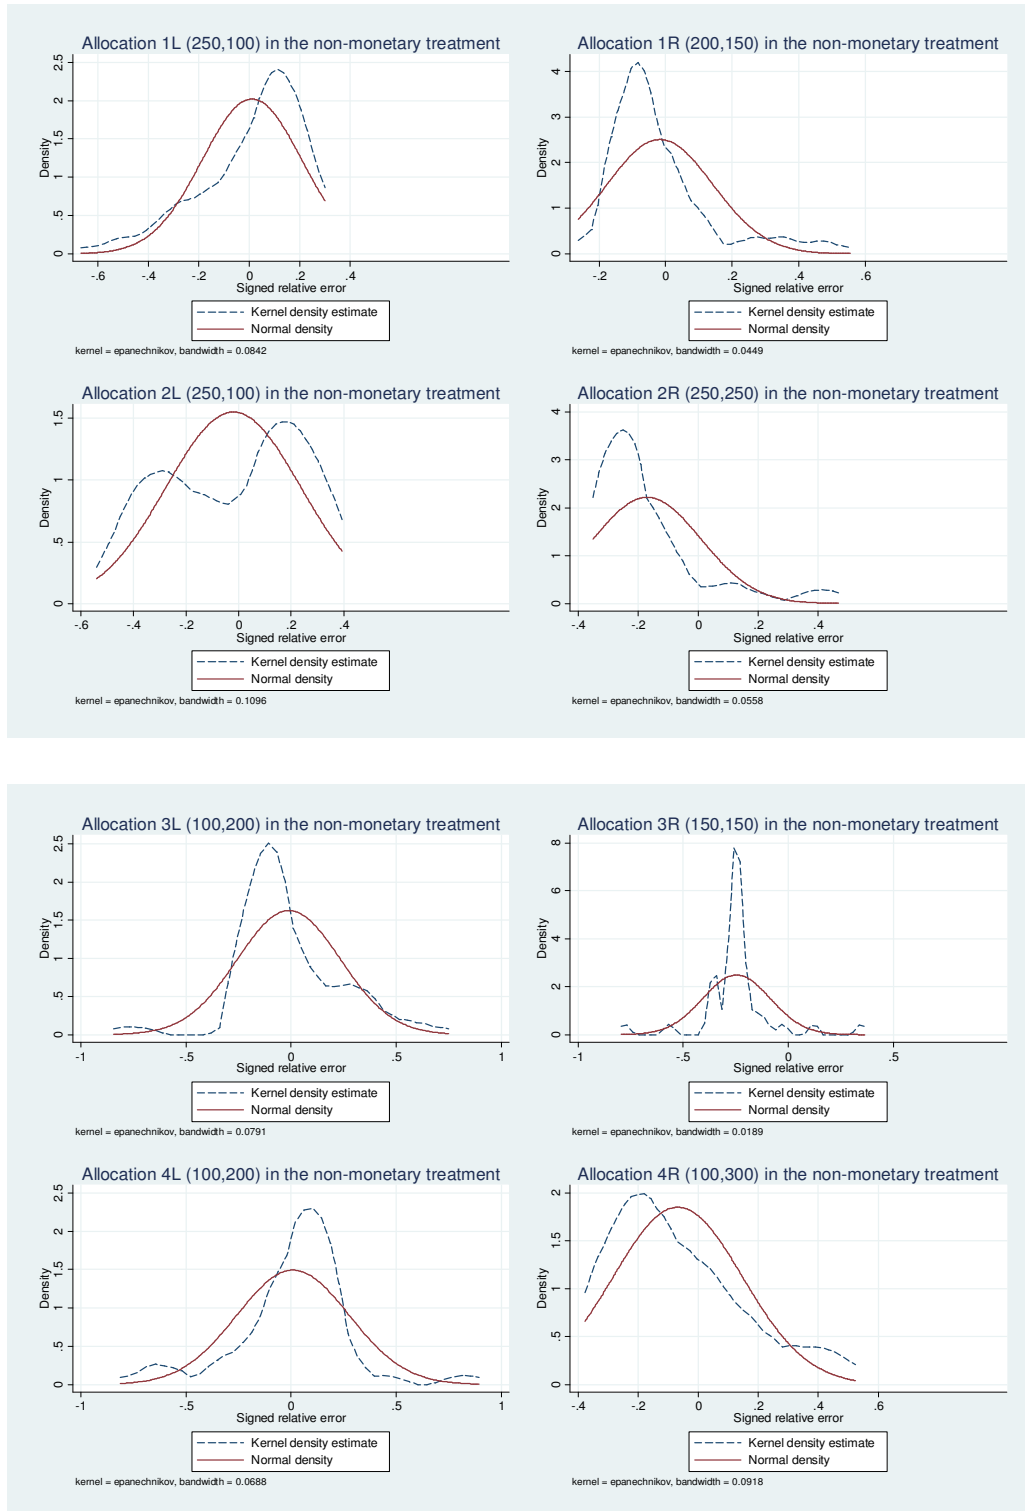 Allocation 1L (250,100) in the non-monetary treatment
Density
0 .5 1 1.5 2 2.5
-.6 -.4 -.2 0 .2 .4
Signed relative error
Kernel density estimate
Normal density
kernel = epanechnikov, bandwidth = 0.0842
Allocation 1R (200,150) in the non-monetary treatment
Density
0 1 2 3 4
-.2 0 .2 .4 .6
Signed relative error
Kernel density estimate
Normal density
kernel = epanechnikov, bandwidth = 0.0449
Allocation 2L (250,100) in the non-monetary treatment
Density
0 .5 1 1.5
-.6 -.4 -.2 0 .2 .4
Signed relative error
Kernel density estimate
Normal density
kernel = epanechnikov, bandwidth = 0.1096
Allocation 2R (250,250) in the non-monetary treatment
Density
0 1 2 3 4
-.4 -.2 0 .2 .4
Signed relative error
Kernel density estimate
Normal density
kernel = epanechnikov, bandwidth = 0.0558
Allocation 3L (100,200) in the non-monetary treatment
Density
0 .5 1 1.5 2 2.5
-1 -.5 0 .5 1
Signed relative error
Kernel density estimate
Normal density
kernel = epanechnikov, bandwidth = 0.0791
Allocation 3R (150,150) in the non-monetary treatment
Density
0 2 4 6 8
-1 -.5 0 .5
Signed relative error
Kernel density estimate
Normal density
kernel = epanechnikov, bandwidth = 0.0189
Allocation 4L (100,200) in the non-monetary treatment
Density
0 .5 1 1.5 2 2.5
-1 -.5 0 .5 1
Signed relative error
Kernel density estimate
Normal density
kernel = epanechnikov, bandwidth = 0.0688
Allocation 4R (100,300) in the non-monetary treatment
Density
0 .5 1 1.5 2
-.4 -.2 0 .2 .4 .6
Signed relative error
Kernel density estimate
Normal density
kernel = epanechnikov, bandwidth = 0.0918